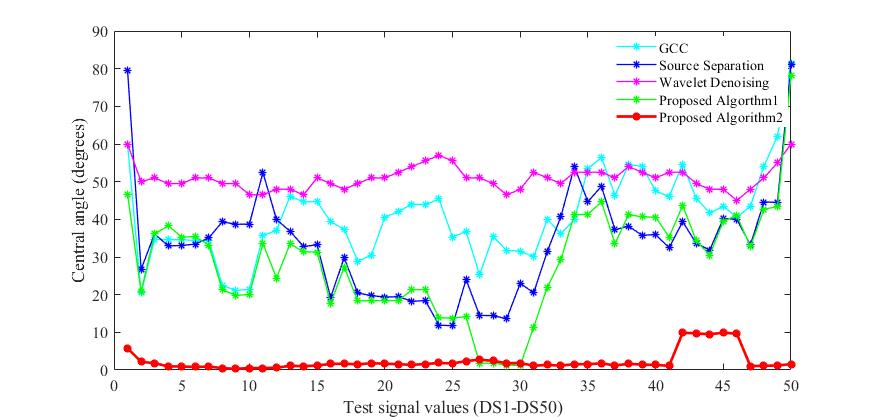 90
80
70
60
50
40
30
20
10
0
Central angle (degrees)
GCC
Source Separation
Wavelet Denoising
Proposed Algorthm1
Proposed Algorithm2
0 5 10 15 20 25 30 35 40 45 50
Test signal values (DS1-DS50)